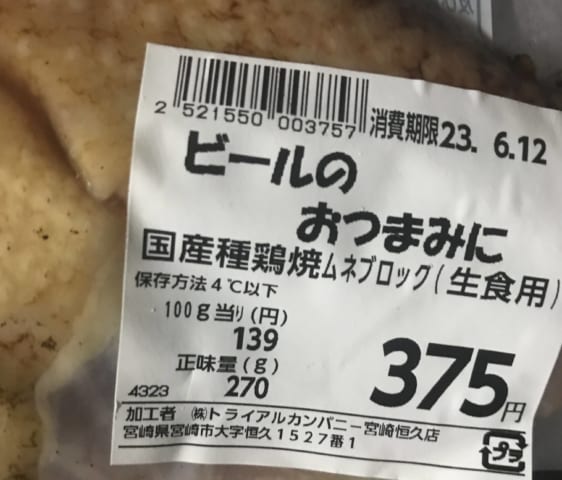 2 521550 003757
消費期限23. 6.12
ビールの
おつまみに
国産種鶏焼ムネブロック(生食用)
保存方法4℃以下
100g当り(円)
139
正味量(g)
270
375円
4323
加工者 ㈱トライアルカンパニー宮崎恒久店
宮崎県宮崎市大字恒久1527番1
プラ